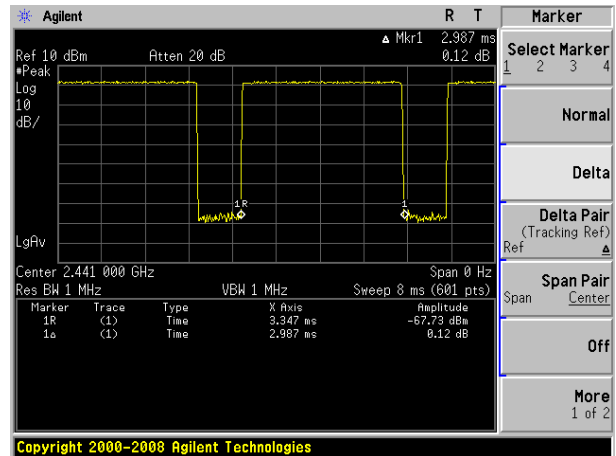 Agilent R T Marker
Δ Mkr1 2.987 ms
Ref 10 dBm Atten 20 dB 0.12 dB
#Peak
Log
10
dB/
1R 1
LgAv
Center 2.441 000 GHz Span 0 Hz
Res BW 1 MHz VBW 1 MHz Sweep 8 ms (601 pts)
Marker Trace Type X Axis Amplitude
1R (1) Time 3.347 ms -67.73 dBm
1Δ (1) Time 2.987 ms 0.12 dB
Select Marker
1 2 3 4
Normal
Delta
Delta Pair
(Tracking Ref)
Ref Δ
Span Pair
Span Center
Off
More
1 of 2
Copyright 2000-2008 Agilent Technologies